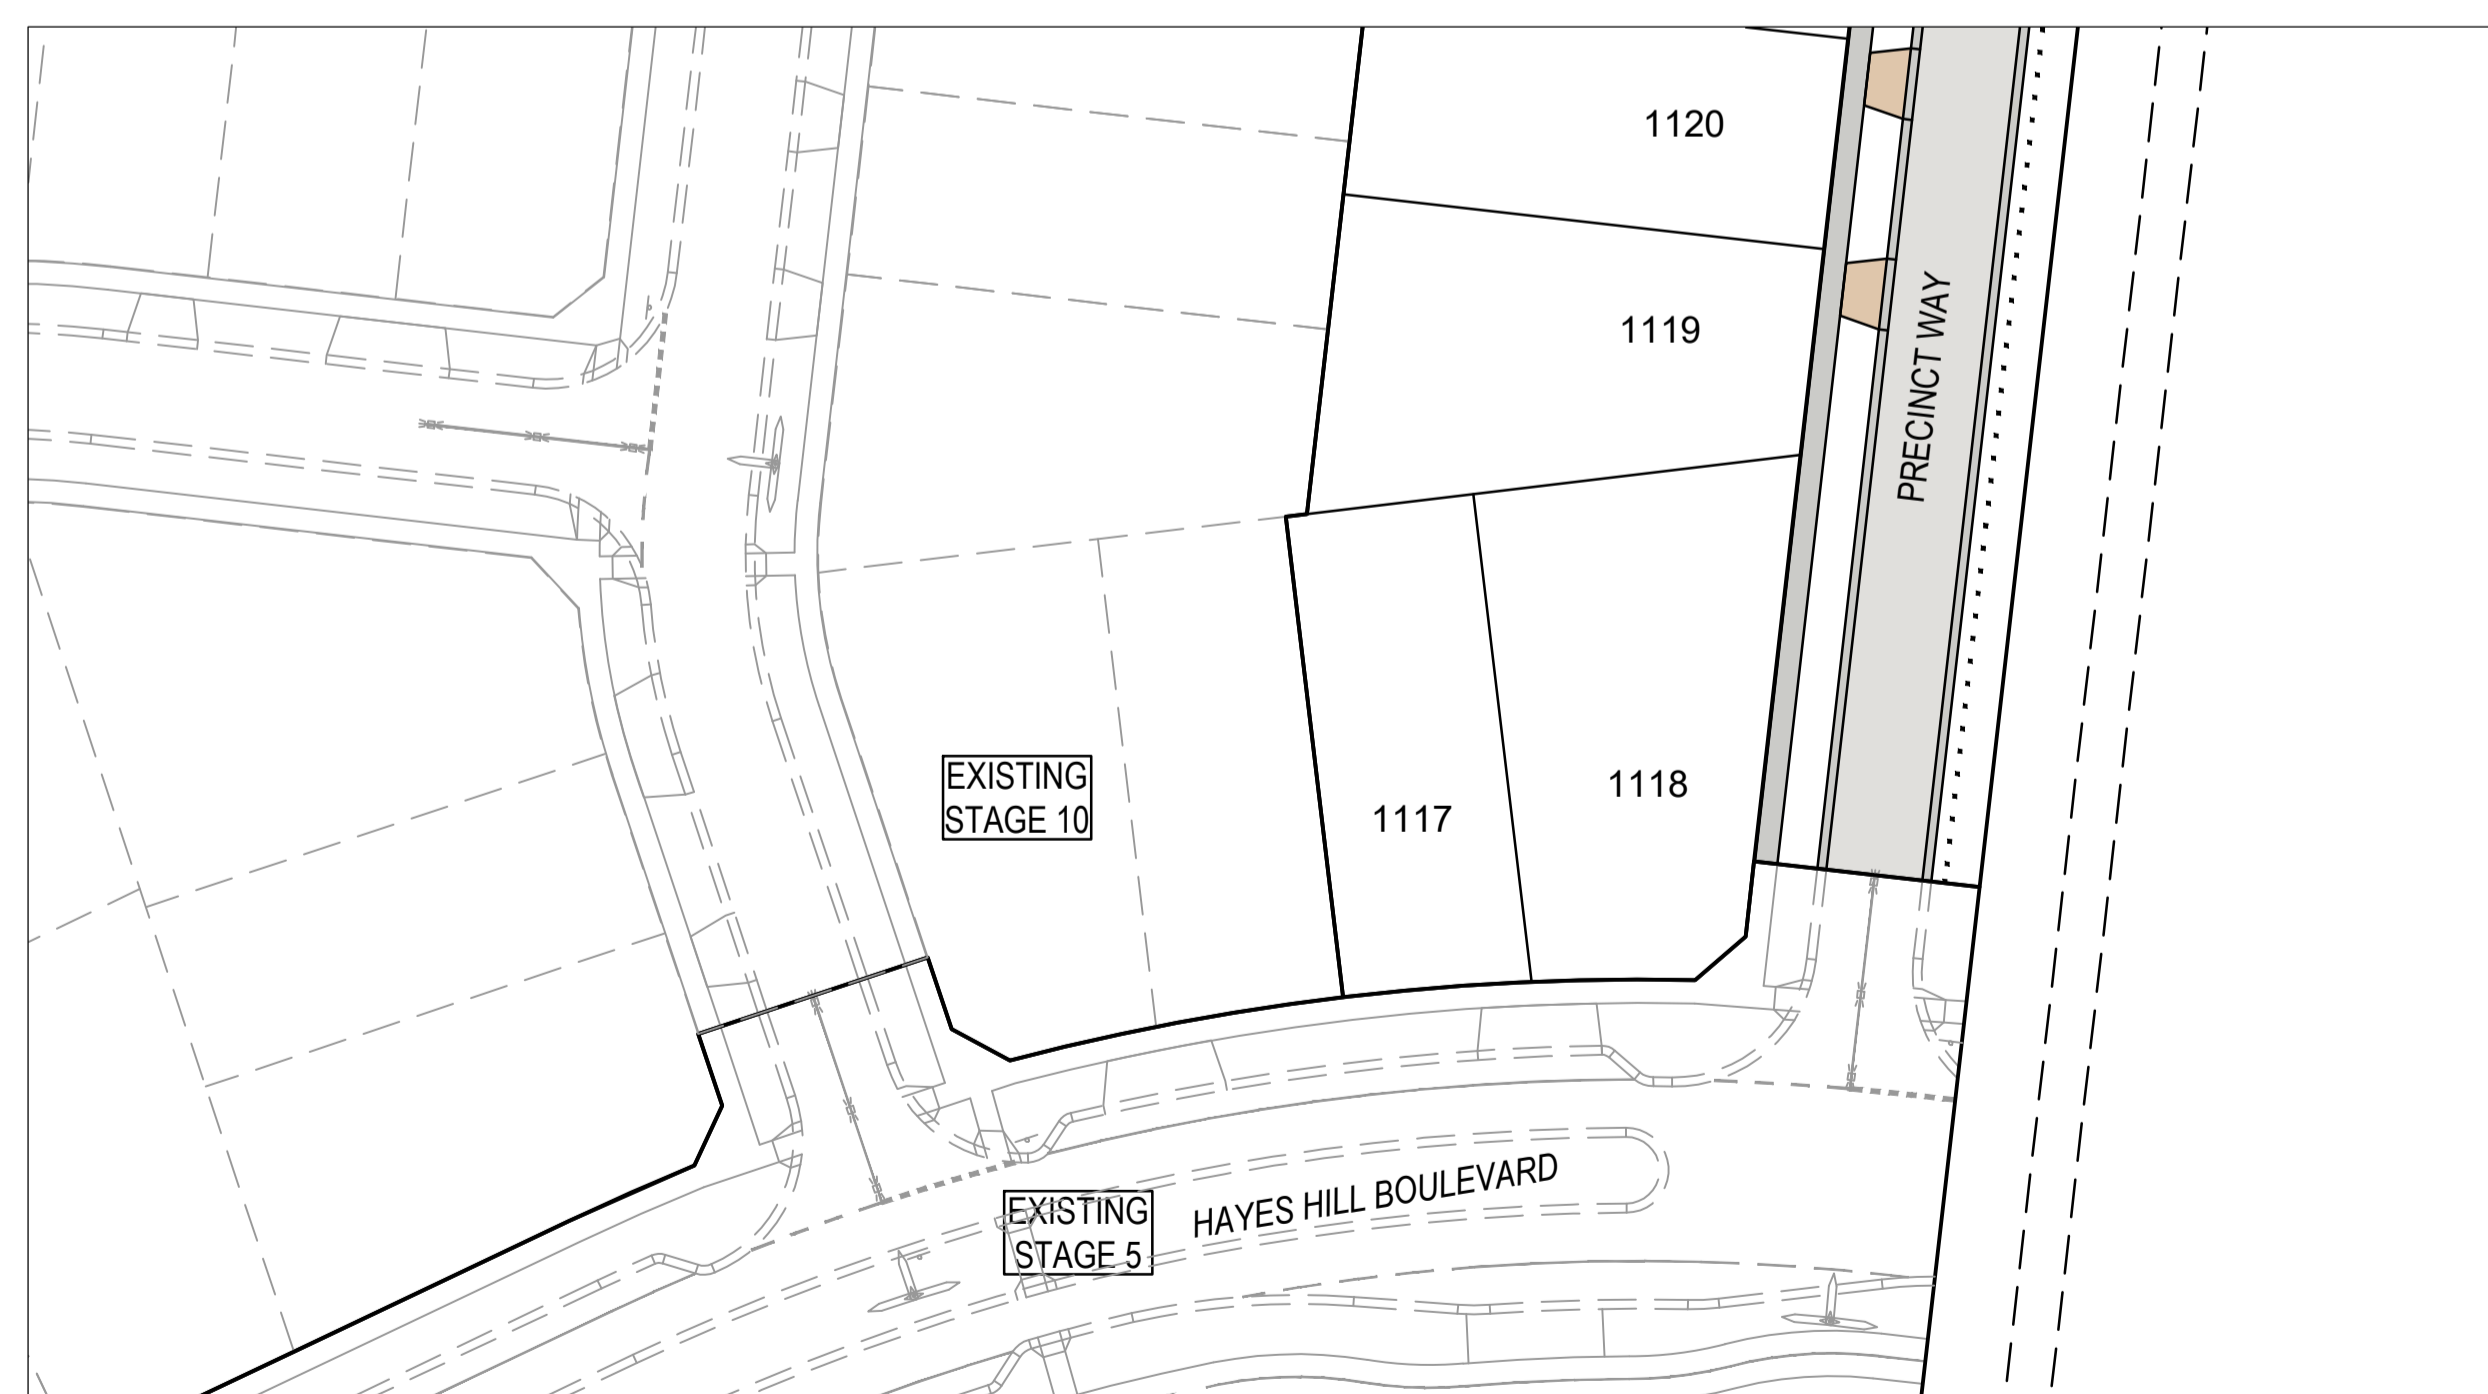 1120
1119
PRECINCT WAY
EXISTING
STAGE 10
1117
1118
HAYES HILL BOULEVARD
EXISTING
STAGE 5